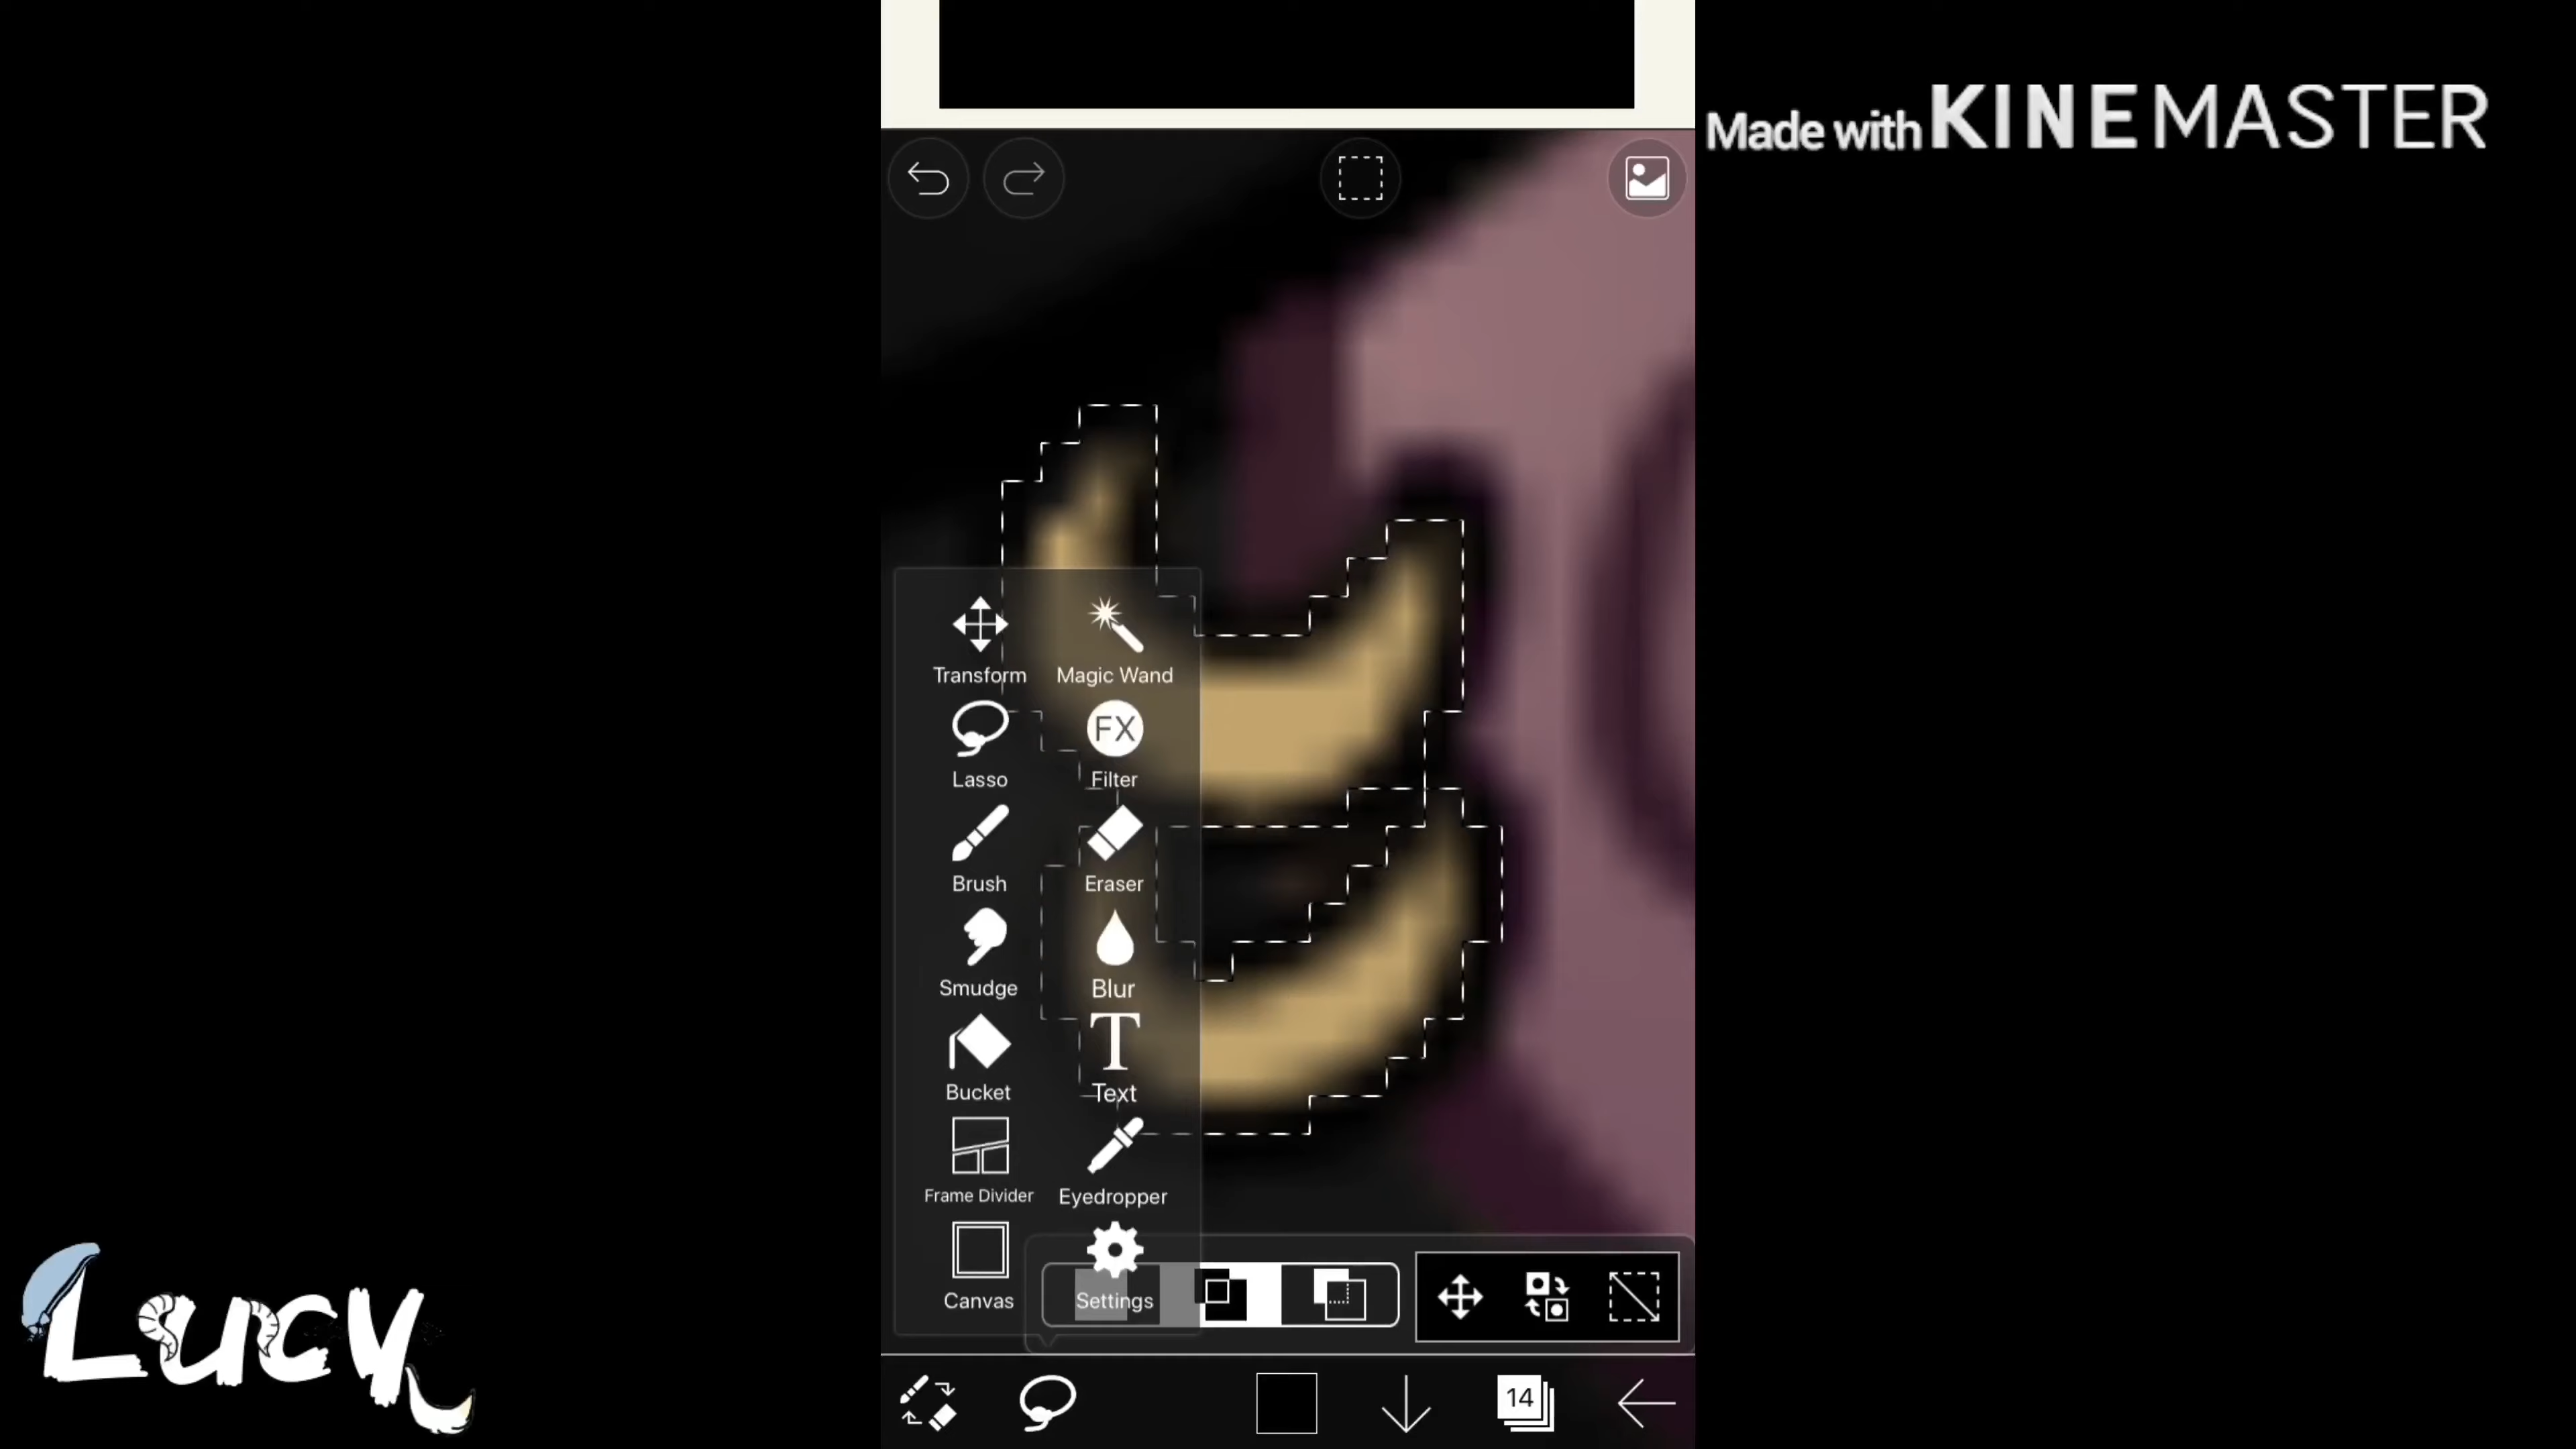 Made with KINEMASTER
Transform Magic Wand
Lasso Filter
FX
Brush Eraser
Smudge Blur
Bucket Text
T
Frame Divider Eyedropper
Canvas Settings
14
Lucy